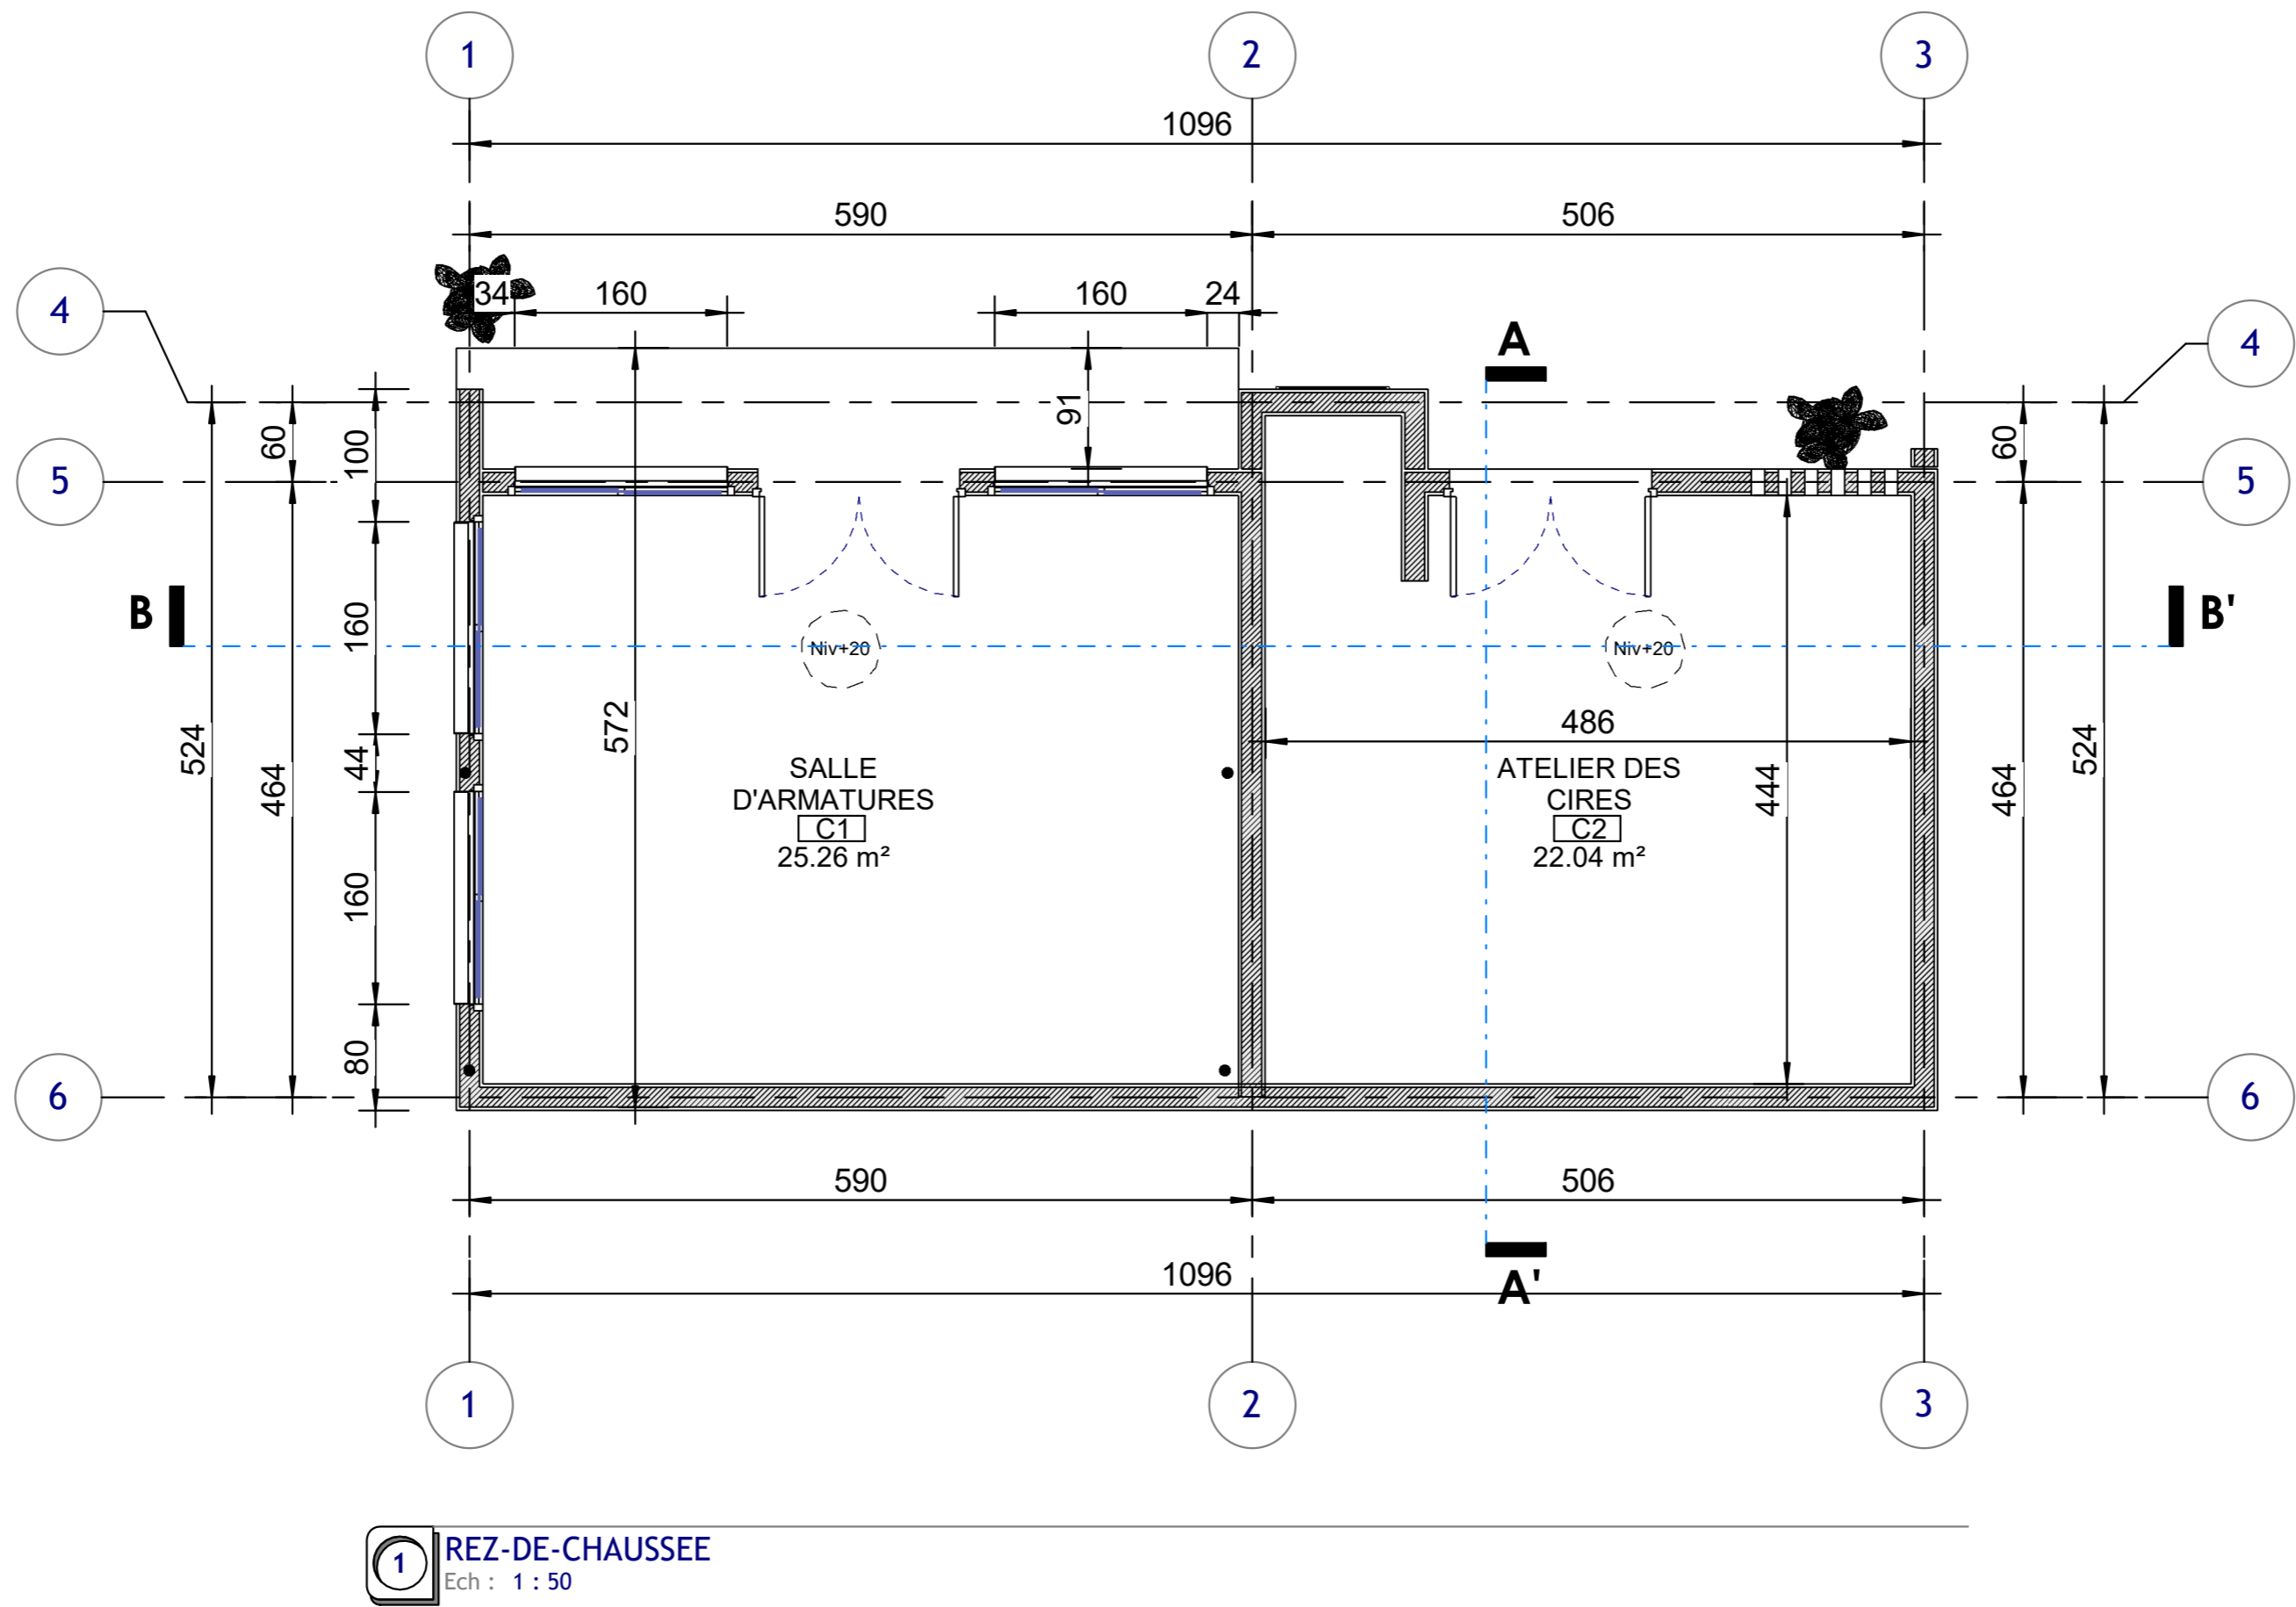 1
2
3
1096
590
506
34
160
160
24
4
A
4
60
100
91
60
5
5
B
160
Niv+20
Niv+20
B'
524
464
44
572
486
464
524
SALLE
D'ARMATURES
C1
25.26 m²
ATELIER DES
CIRES
C2
22.04 m²
444
160
80
6
6
590
506
1096
A'
1
2
3
1
REZ-DE-CHAUSSEE
Ech : 1 : 50